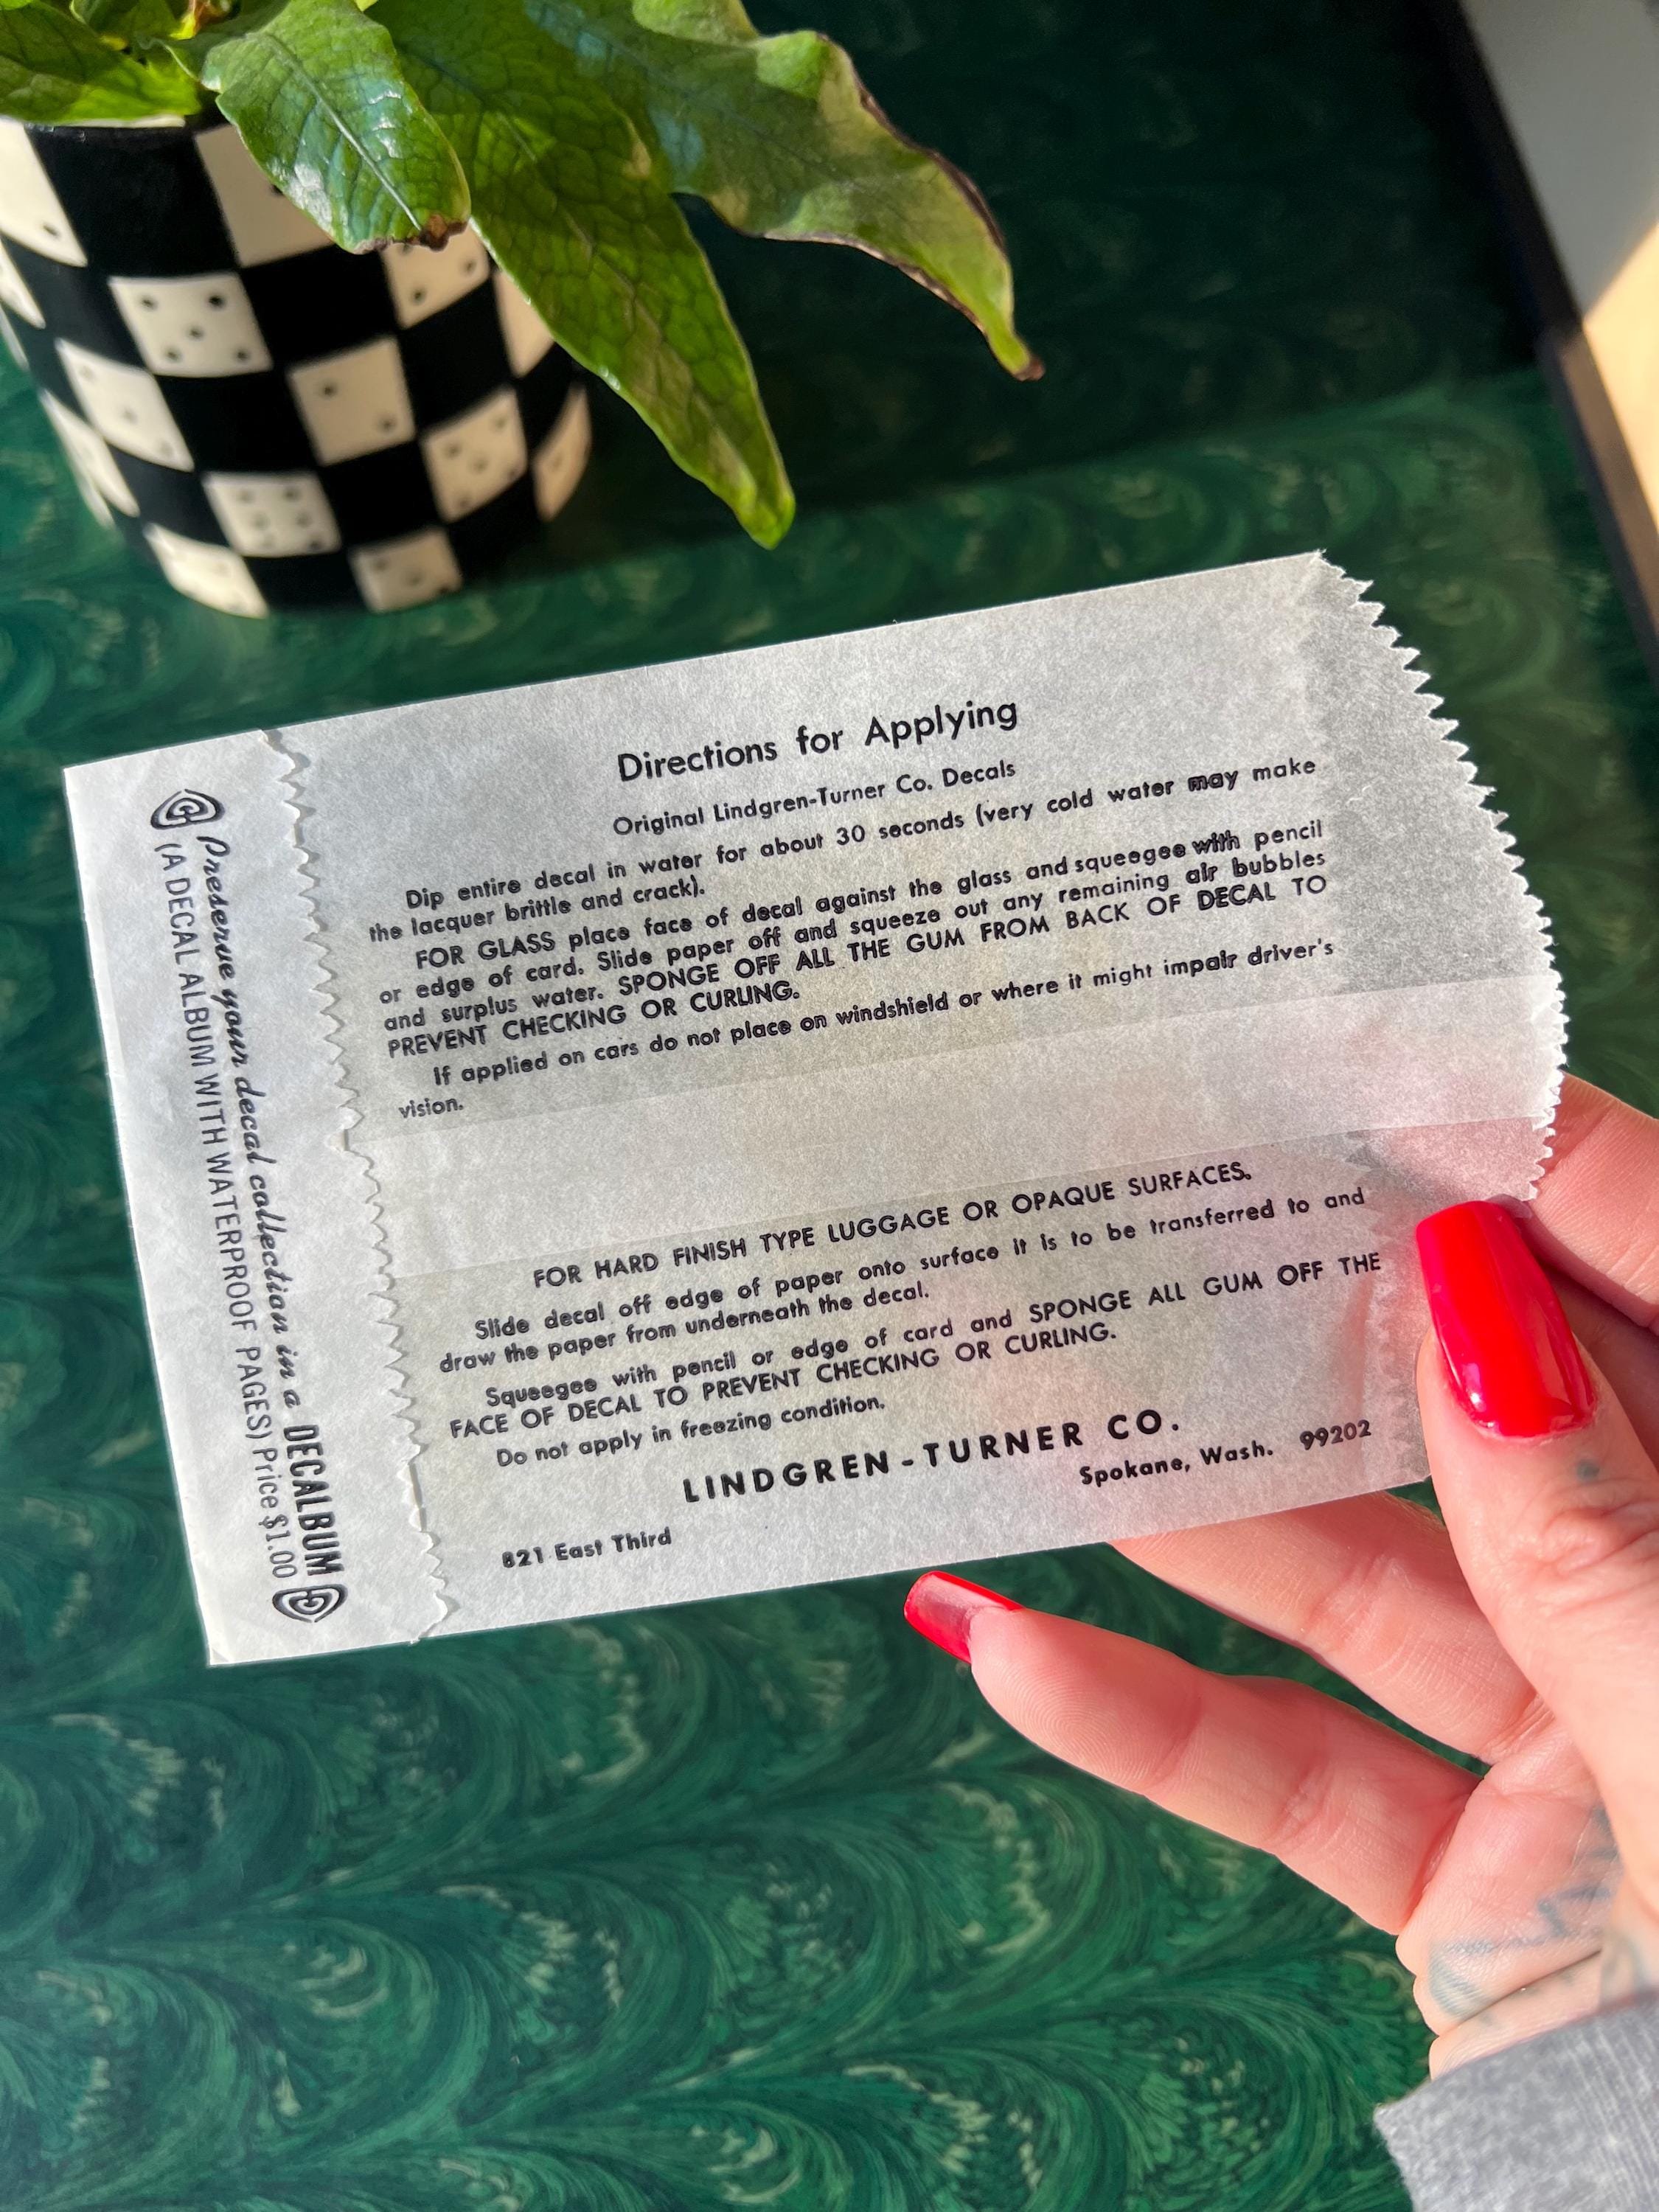 Directions for Applying
Original Lindgren-Turner Co. Decals
Dip entire decal in water for about 30 seconds (very cold water may make
the lacquer brittle and crack).
FOR GLASS place face of decal against the glass and squeegee with pencil
or edge of card. Slide paper off and squeeze out any remaining air bubbles
and surplus water. SPONGE OFF ALL THE GUM FROM BACK OF DECAL TO
PREVENT CHECKING OR CURLING.
If applied on cars do not place on windshield or where it might impair driver's
vision.
FOR HARD FINISH TYPE LUGGAGE OR OPAQUE SURFACES.
Slide decal off edge of paper onto surface it is to be transferred to and
draw the paper from underneath the decal.
Squeegee with pencil or edge of card and SPONGE ALL GUM OFF THE
FACE OF DECAL TO PREVENT CHECKING OR CURLING.
Do not apply in freezing condition.
LINDGREN-TURNER CO.
821 East Third Spokane, Wash. 99202
Preserve your decal collection in a DECALBUM
(A DECAL ALBUM WITH WATERPROOF PAGES) Price $1.00